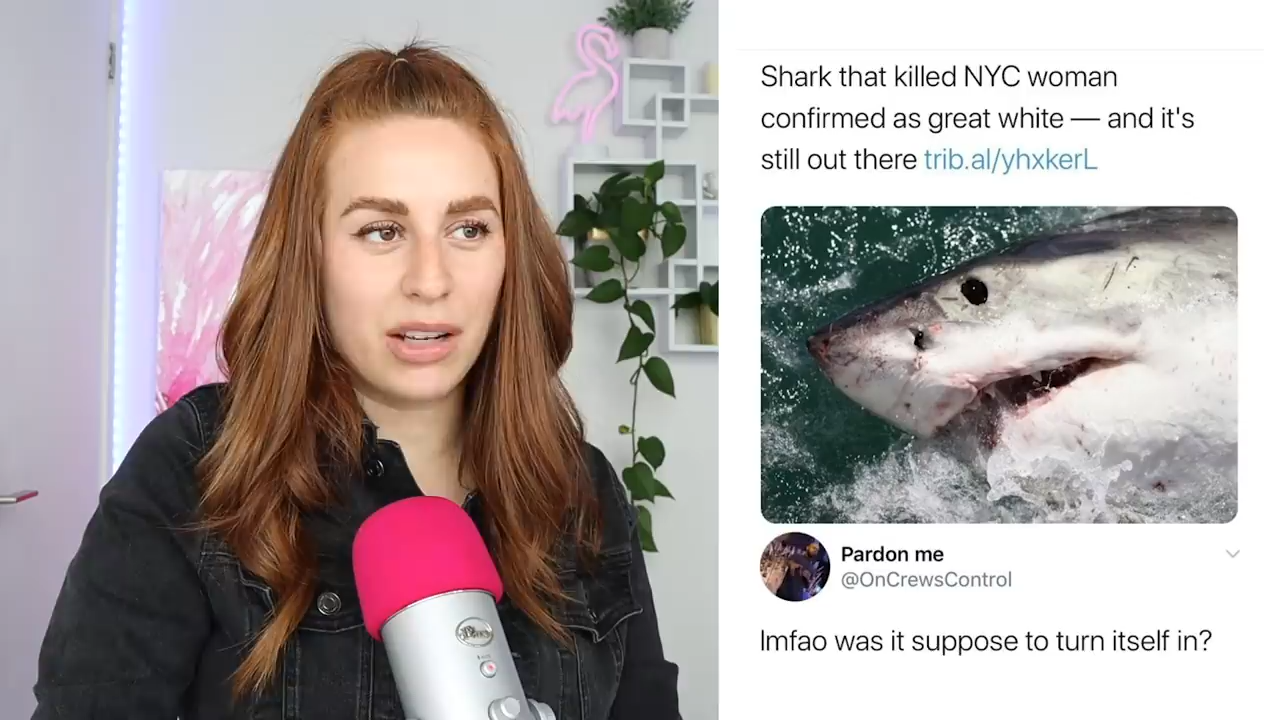 Shark that killed NYC woman
confirmed as great white — and it's
still out there trib.al/yhxkerL
Pardon me
@OnCrewsControl
lmfao was it suppose to turn itself in?
Blue